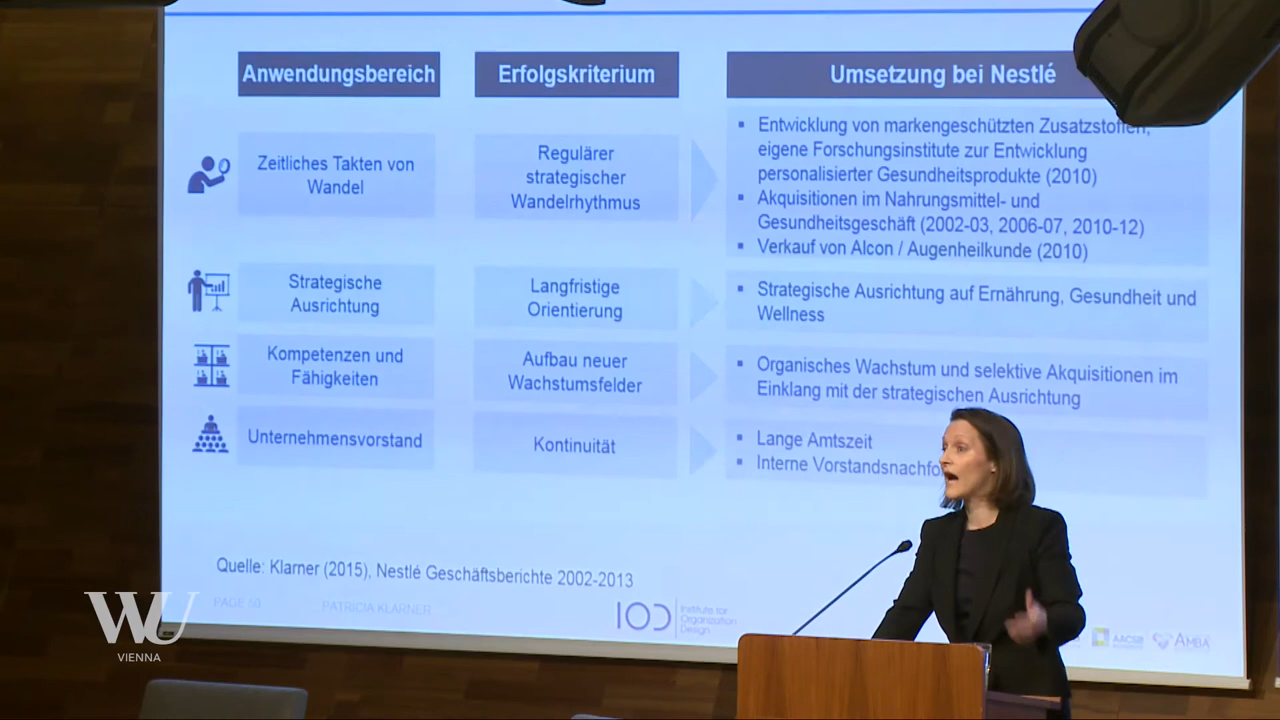 Anwendungsbereich
Erfolgskriterium
Umsetzung bei Nestlé
Zeitliches Takten von
Wandel
Regulärer
strategischer
Wandelrhythmus
▪ Entwicklung von markengeschützten Zusatzstoffen,
eigene Forschungsinstitute zur Entwicklung
personalisierter Gesundheitsprodukte (2010)
▪ Akquisitionen im Nahrungsmittel- und
Gesundheitsgeschäft (2002-03, 2006-07, 2010-12)
▪ Verkauf von Alcon / Augenheilkunde (2010)
Strategische
Ausrichtung
Langfristige
Orientierung
▪ Strategische Ausrichtung auf Ernährung, Gesundheit und
Wellness
Kompetenzen und
Fähigkeiten
Aufbau neuer
Wachstumsfelder
▪ Organisches Wachstum und selektive Akquisitionen im
Einklang mit der strategischen Ausrichtung
Unternehmensvorstand
Kontinuität
▪ Lange Amtszeit
▪ Interne Vorstandsnachfo
Quelle: Klarner (2015), Nestlé Geschäftsberichte 2002-2013
PAGE 50
PATRICIA KLARNER
IOD
Institute for
Organization
Design
AACSB
AMBA
WU
VIENNA